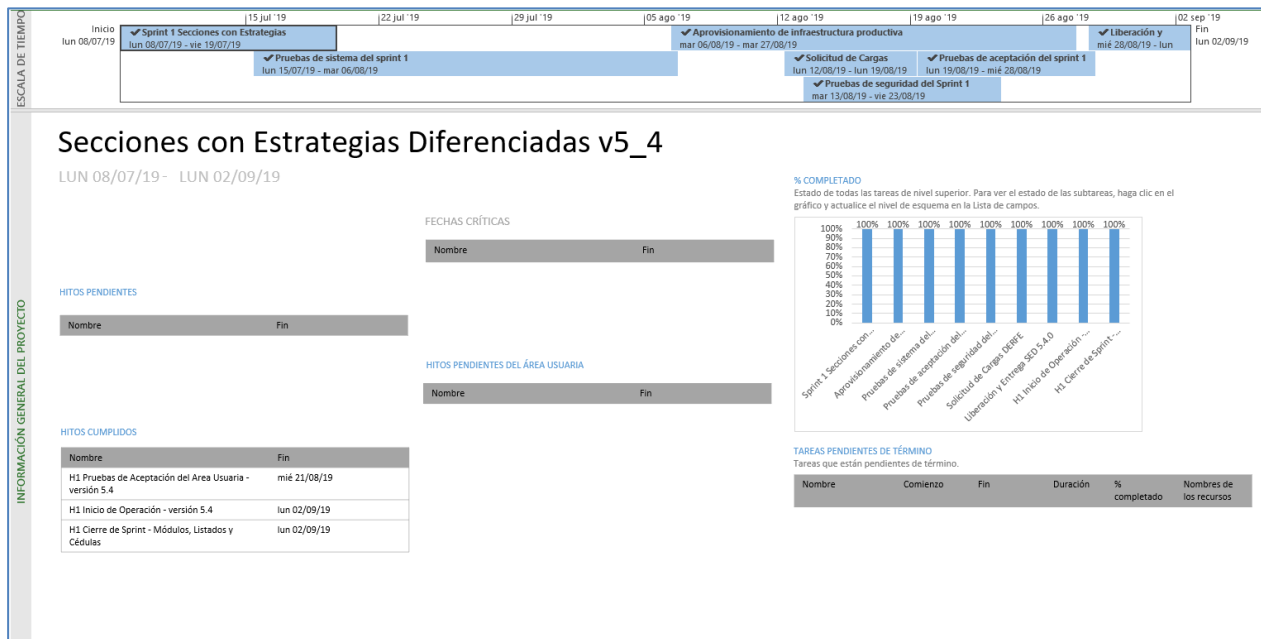 ESCALA DE TIEMPO
15 jul '19
22 jul '19
29 jul '19
05 ago '19
12 ago '19
19 ago '19
26 ago '19
02 sep '19
Inicio
lun 08/07/19
Sprint 1 Secciones con Estrategias
lun 08/07/19 - vie 19/07/19
Aprovisionamiento de infraestructura productiva
mar 06/08/19 - mar 27/08/19
Liberación y
mié 28/08/19 - lun
Fin
lun 02/09/19
Pruebas de sistema del sprint 1
lun 15/07/19 - mar 06/08/19
Solicitud de Cargas
lun 12/08/19 - lun 19/08/19
Pruebas de aceptación del sprint 1
lun 19/08/19 - mié 28/08/19
Pruebas de seguridad del Sprint 1
mar 13/08/19 - vie 23/08/19
INFORMACIÓN GENERAL DEL PROYECTO
Secciones con Estrategias Diferenciadas v5_4
LUN 08/07/19 - LUN 02/09/19
FECHAS CRÍTICAS
Nombre Fin
HITOS PENDIENTES
Nombre Fin
HITOS PENDIENTES DEL ÁREA USUARIA
Nombre Fin
HITOS CUMPLIDOS
Nombre Fin
H1 Pruebas de Aceptación del Area Usuaria - mié 21/08/19
versión 5.4
H1 Inicio de Operación - versión 5.4 lun 02/09/19
H1 Cierre de Sprint - Módulos, Listados y lun 02/09/19
Cédulas
% COMPLETADO
Estado de todas las tareas de nivel superior. Para ver el estado de las subtareas, haga clic en el
gráfico y actualice el nivel de esquema en la Lista de campos.
100% 100% 100% 100% 100% 100% 100% 100% 100%
100%
90%
80%
70%
60%
50%
40%
30%
20%
10%
0%
Sprint 1 Secciones con...
Aprovisionamiento de...
Pruebas de sistema del...
Pruebas de aceptación del...
Pruebas de seguridad del...
Solicitud de Cargas DERFE
Liberación y Entrega SED 5.4.0
H1 Inicio de Operación -...
H1 Cierre de Sprint -...
TAREAS PENDIENTES DE TÉRMINO
Tareas que están pendientes de término.
Nombre Comienzo Fin Duración % Nombres de
completado los recursos